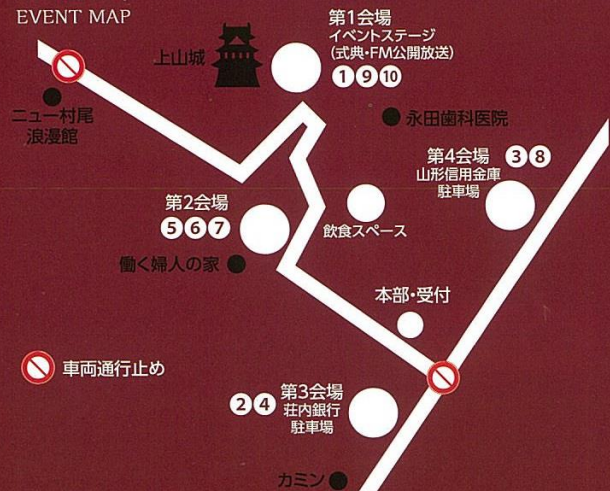 EVENT MAP
第1会場
イベントステージ
(式典・FM公開放送)
①⑨⑩
上山城
ニュー村尾
浪漫館
永田歯科医院
第4会場 ③⑧
山形信用金庫
駐車場
第2会場
⑤⑥⑦
飲食スペース
働く婦人の家
本部・受付
車両通行止め
②④ 第3会場
荘内銀行
駐車場
カミン